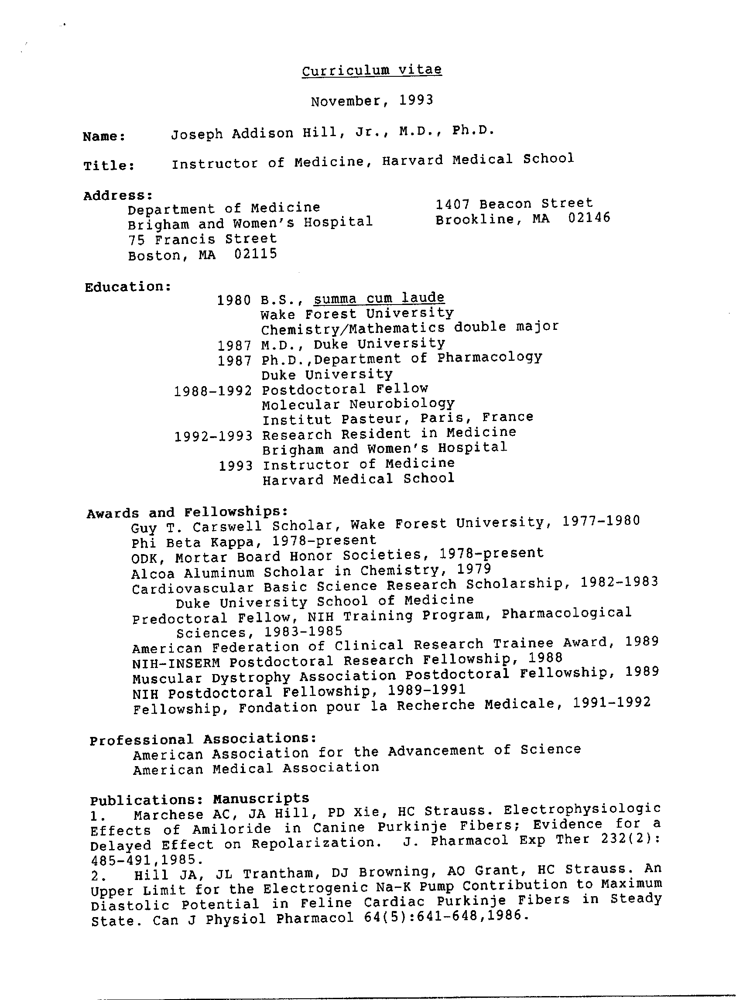 Curriculum vitae
November, 1993
Name: Joseph Addison Hill, Jr., M.D., Ph.D.
Title: Instructor of Medicine, Harvard Medical School
Address:
Department of Medicine 1407 Beacon Street
Brigham and Women's Hospital Brookline, MA 02146
75 Francis Street
Boston, MA 02115
Education:
1980 B.S., summa cum laude
Wake Forest University
Chemistry/Mathematics double major
1987 M.D., Duke University
1987 Ph.D.,Department of Pharmacology
Duke University
1988-1992 Postdoctoral Fellow
Molecular Neurobiology
Institut Pasteur, Paris, France
1992-1993 Research Resident in Medicine
Brigham and Women's Hospital
1993 Instructor of Medicine
Harvard Medical School
Awards and Fellowships:
Guy T. Carswell Scholar, Wake Forest University, 1977-1980
Phi Beta Kappa, 1978-present
ODK, Mortar Board Honor Societies, 1978-present
Alcoa Aluminum Scholar in Chemistry, 1979
Cardiovascular Basic Science Research Scholarship, 1982-1983
Duke University School of Medicine
Predoctoral Fellow, NIH Training Program, Pharmacological
Sciences, 1983-1985
American Federation of Clinical Research Trainee Award, 1989
NIH-INSERM Postdoctoral Research Fellowship, 1988
Muscular Dystrophy Association Postdoctoral Fellowship, 1989
NIH Postdoctoral Fellowship, 1989-1991
Fellowship, Fondation pour la Recherche Medicale, 1991-1992
Professional Associations:
American Association for the Advancement of Science
American Medical Association
Publications: Manuscripts
1. Marchese AC, JA Hill, PD Xie, HC Strauss. Electrophysiologic
Effects of Amiloride in Canine Purkinje Fibers; Evidence for a
Delayed Effect on Repolarization. J. Pharmacol Exp Ther 232(2):
485-491,1985.
2. Hill JA, JL Trantham, DJ Browning, AO Grant, HC Strauss. An
Upper Limit for the Electrogenic Na-K Pump Contribution to Maximum
Diastolic Potential in Feline Cardiac Purkinje Fibers in Steady
State. Can J Physiol Pharmacol 64(5):641-648,1986.